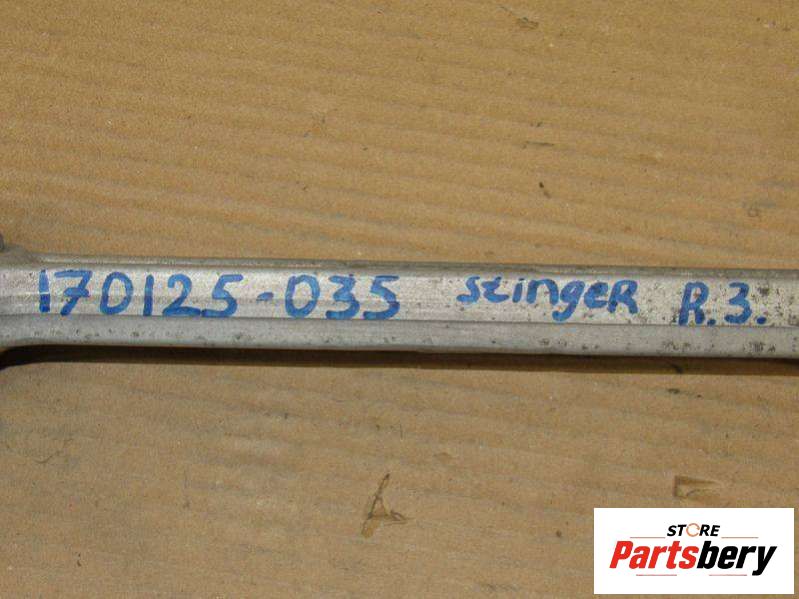 170125-035 stinger R.3.
STORE
Partsbery